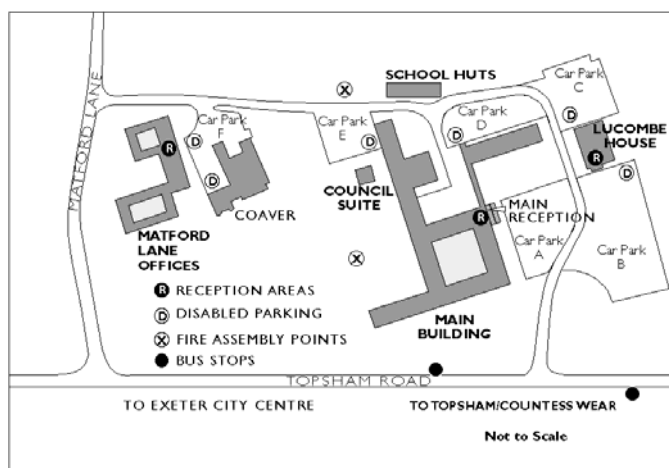 MATFORD LANE
SCHOOL HUTS
Car Park
C
Car Park
F
Car Park
E
Car Park
D
LUCOMBE
HOUSE
D
D
D
D
D
D
R
R
R
X
X
COUNCIL
SUITE
COAVER
MAIN
RECEPTION
Car Park
A
Car Park
B
MATFORD
LANE
OFFICES
R RECEPTION AREAS
D DISABLED PARKING
X FIRE ASSEMBLY POINTS
BUS STOPS
MAIN
BUILDING
TOPSHAM ROAD
TO EXETER CITY CENTRE
TO TOPSHAM/COUNTESS WEAR
Not to Scale